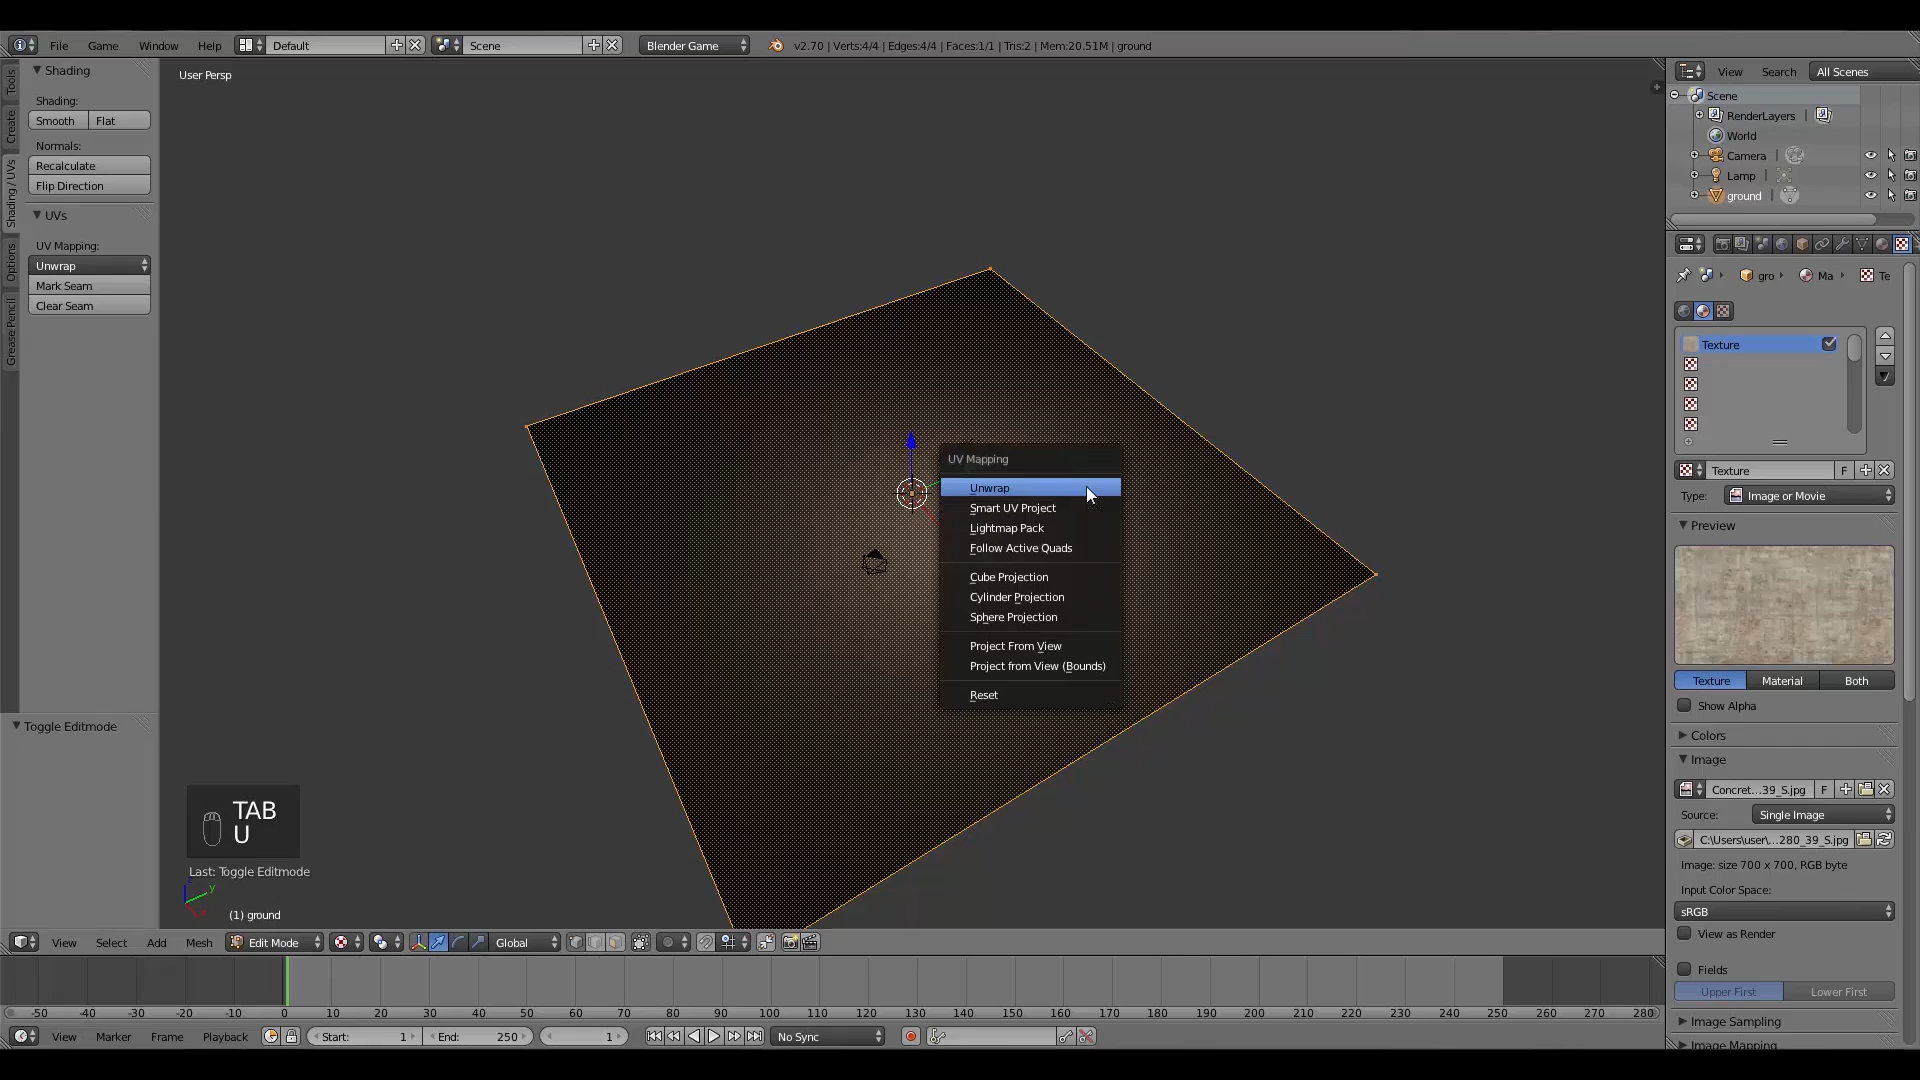 File Game Window Help Default Scene Blender Game v2.70 | Verts:4/4 | Edges:4/4 | Faces:1/1 | Tris:2 | Mem:20.51M | ground
Tools
Create
Shading / UVs
Options
Grease Pencil
Shading
Shading:
Smooth Flat
Normals:
Recalculate
Flip Direction
UVs
UV Mapping:
Unwrap
Mark Seam
Clear Seam
Toggle Editmode
User Persp
UV Mapping
Unwrap
Smart UV Project
Lightmap Pack
Follow Active Quads
Cube Projection
Cylinder Projection
Sphere Projection
Project From View
Project from View (Bounds)
Reset
TAB
U
Last: Toggle Editmode
z
y
x
(1) ground
View Select Add Mesh Edit Mode Global
-50 -40 -30 -20 -10 0 10 20 30 40 50 60 70 80 90 100 110 120 130 140 150 160 170 180 190 200 210 220 230 240 250 260 270 280
View Marker Frame Playback Start: 1 End: 250 1 No Sync
View Search All Scenes
Scene
RenderLayers |
World
Camera |
Lamp |
ground |
gro Ma Te
Texture
Texture F
Type: Image or Movie
Preview
Texture Material Both
Show Alpha
Colors
Image
Concret...39_S.jpg F
Source: Single Image
C:\Users\user\...280_39_S.jpg
Image: size 700 x 700, RGB byte
Input Color Space:
sRGB
View as Render
Fields
Upper First Lower First
Image Sampling
Image Mapping